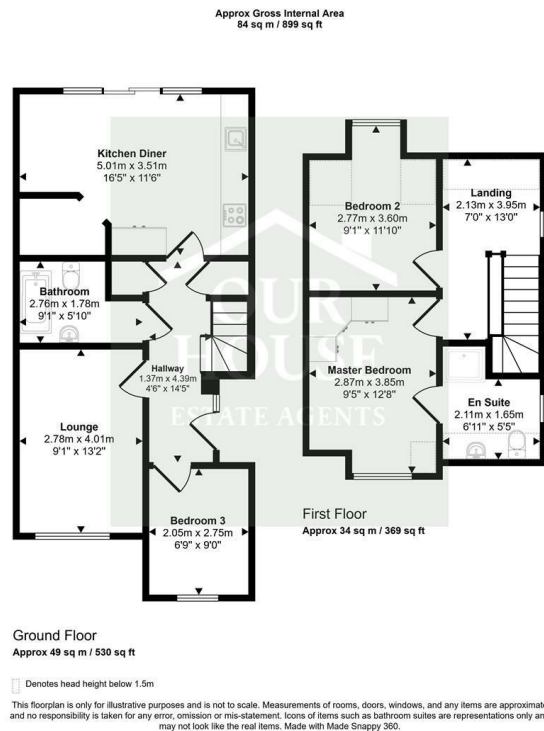 Approx Gross Internal Area
84 sq m / 899 sq ft
Kitchen Diner
5.01m x 3.51m
16'5" x 11'6"
Bathroom
2.76m x 1.78m
9'1" x 5'10"
Hallway
1.37m x 4.39m
4'6" x 14'5"
Lounge
2.78m x 4.01m
9'1" x 13'2"
Bedroom 3
2.05m x 2.75m
6'9" x 9'0"
Bedroom 2
2.77m x 3.60m
9'1" x 11'10"
Landing
2.13m x 3.95m
7'0" x 13'0"
Master Bedroom
2.87m x 3.85m
9'5" x 12'8"
En Suite
2.11m x 1.65m
6'11" x 5'5"
OUR
HOUSE
ESTATE AGENTS
First Floor
Approx 34 sq m / 369 sq ft
Ground Floor
Approx 49 sq m / 530 sq ft
Denotes head height below 1.5m
This floorplan is only for illustrative purposes and is not to scale. Measurements of rooms, doors, windows, and any items are approximate
and no responsibility is taken for any error, omission or mis-statement. Icons of items such as bathroom suites are representations only an
may not look like the real items. Made with Made Snappy 360.